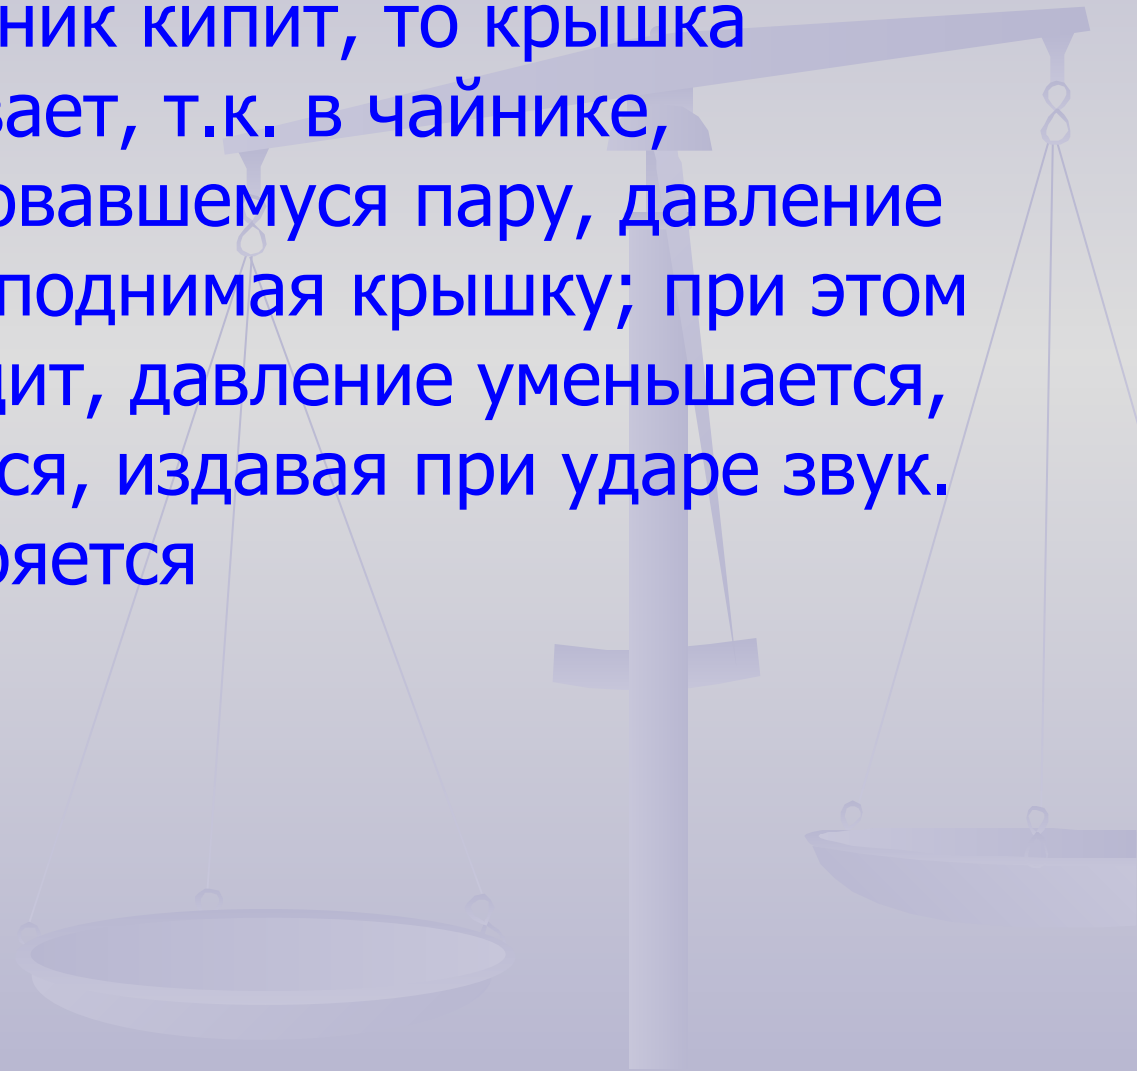 ник кипит, то крышка
вает, т.к. в чайнике,
овавшемуся пару, давление
поднимая крышку; при этом
дит, давление уменьшается,
ся, издавая при ударе звук.
ряется